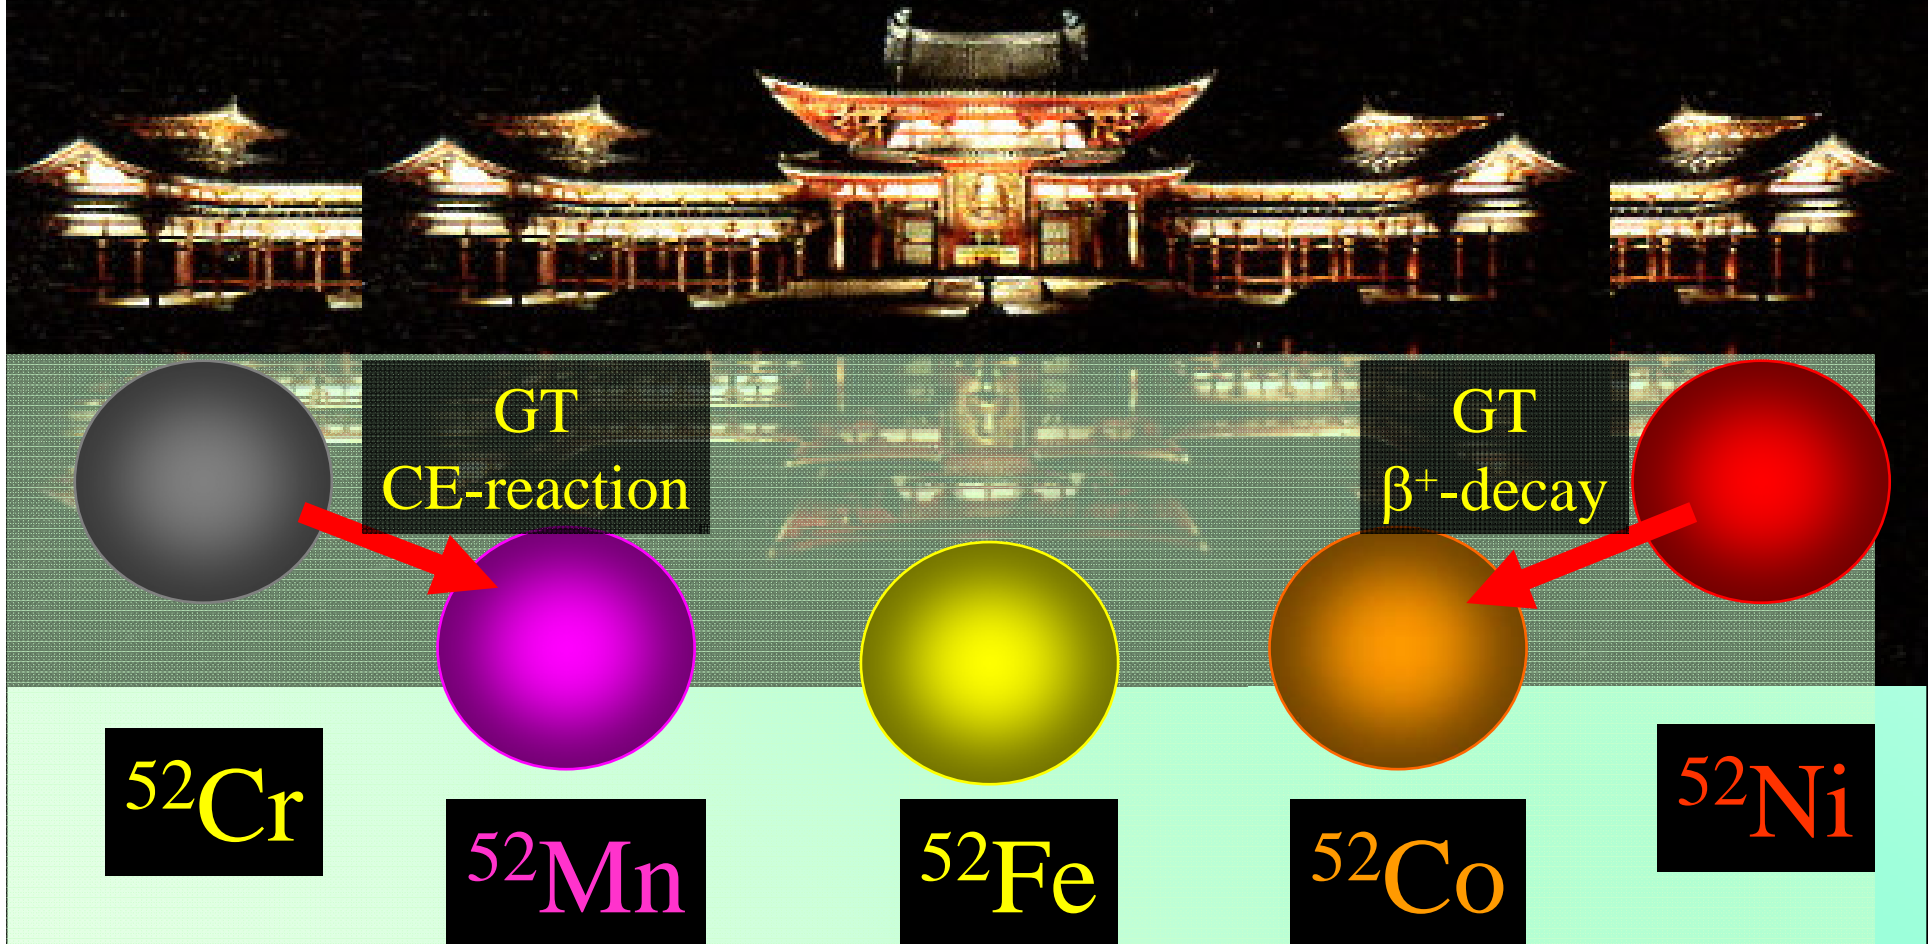 GT
CE-reaction
GT
β⁺-decay
⁵²Cr
⁵²Mn
⁵²Fe
⁵²Co
⁵²Ni